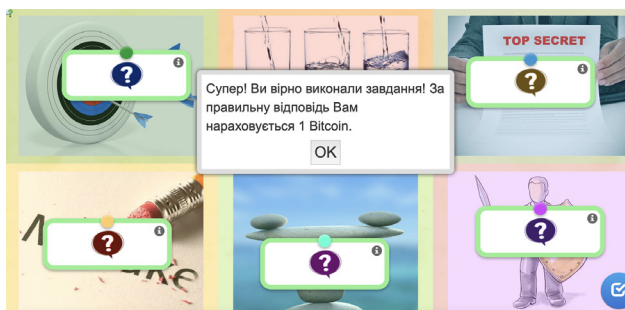 TOP SECRET
Супер! Ви вірно виконали завдання! За
правильну відповідь Вам
нараховується 1 Bitcoin.
OK